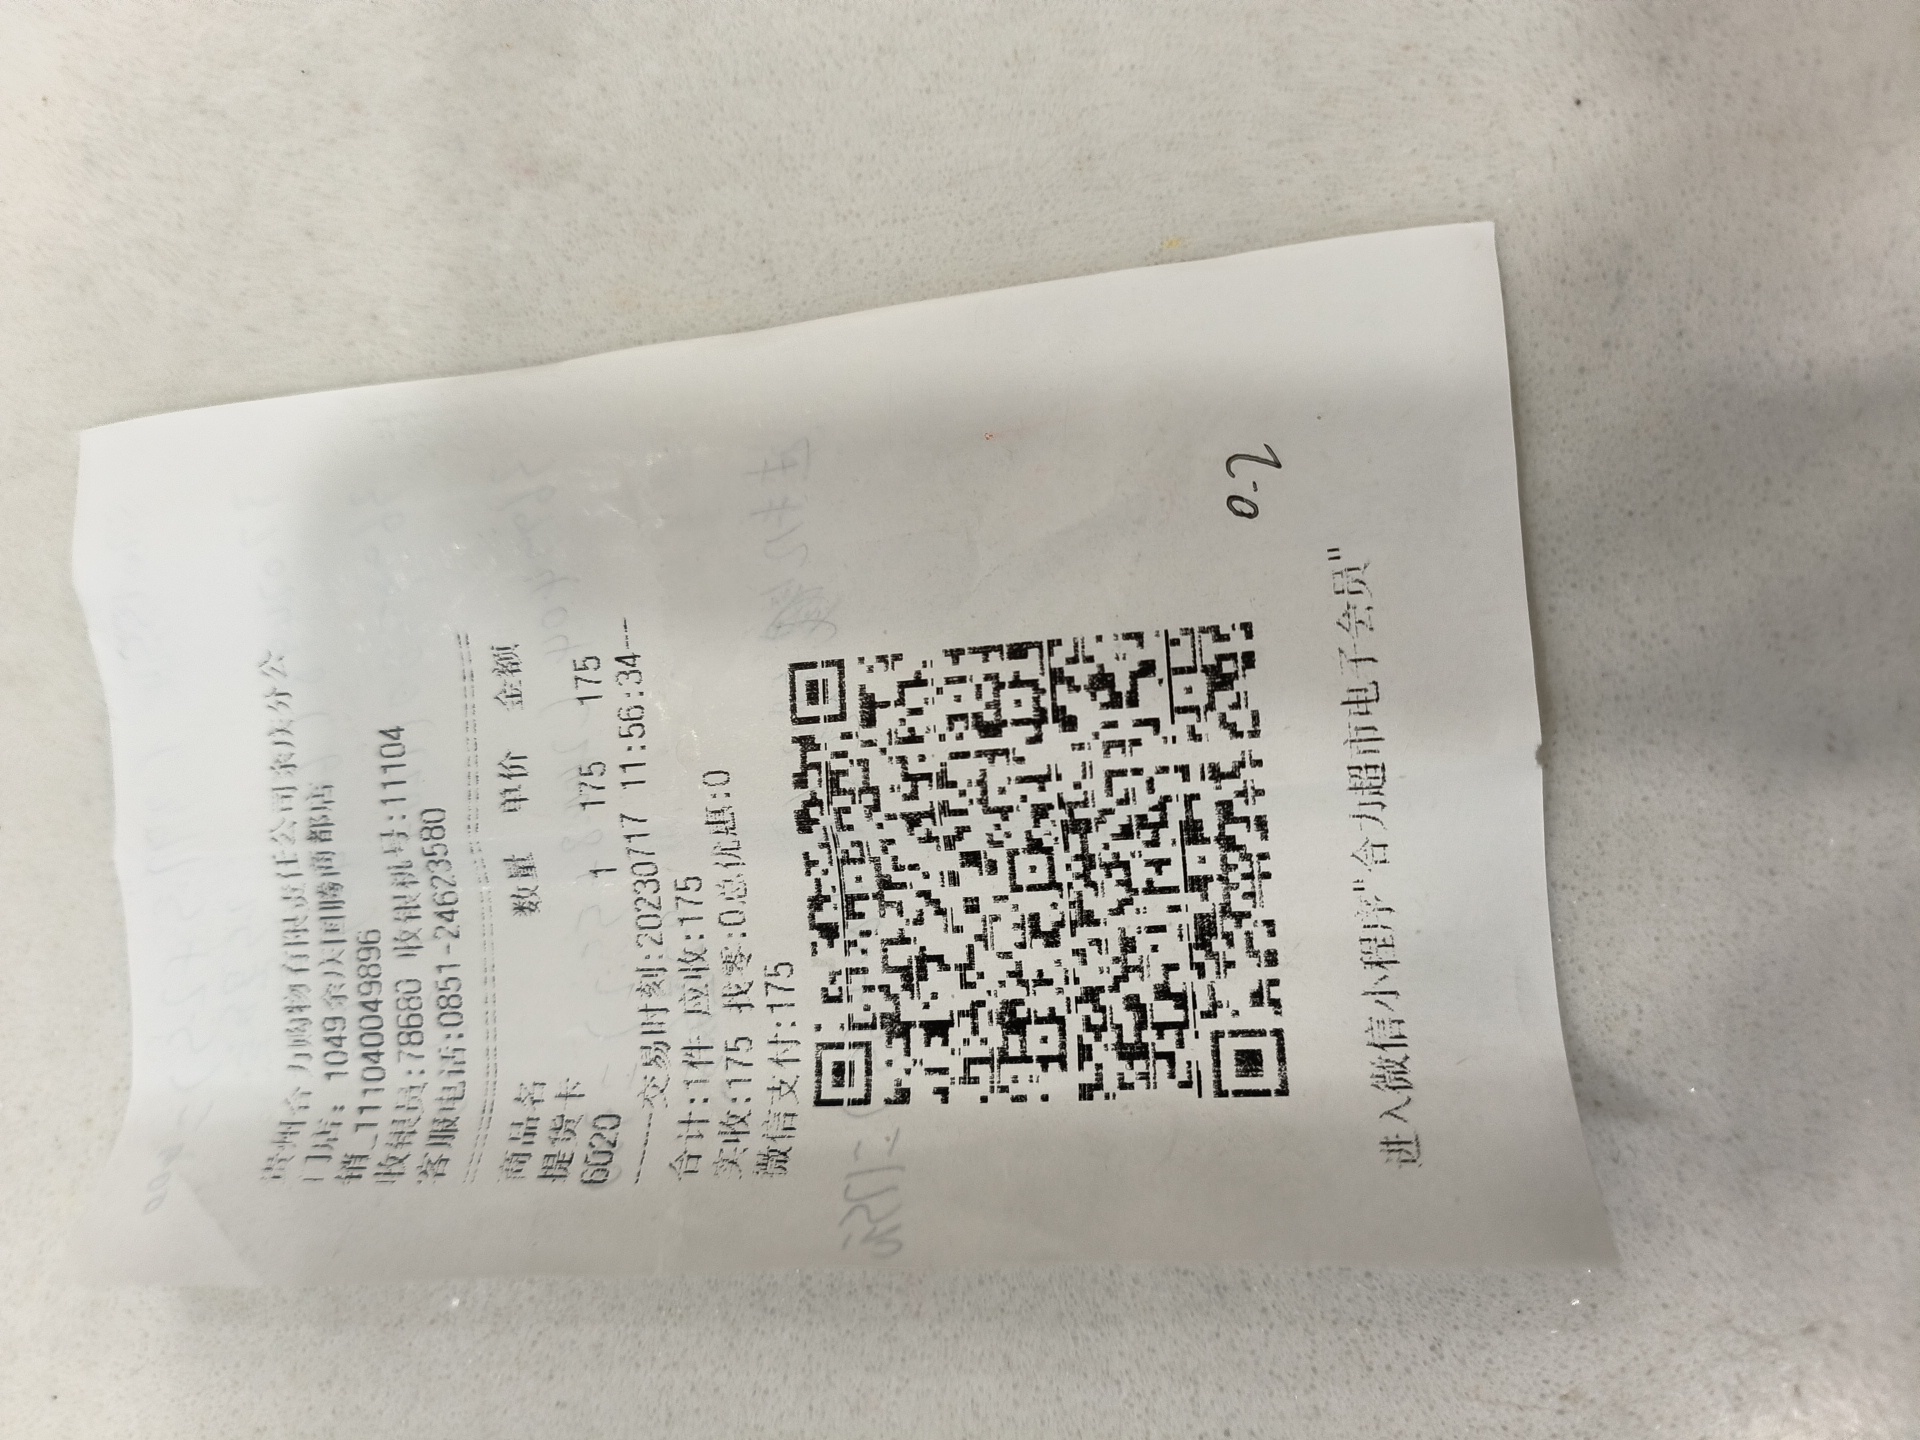 贵州合力购物有限责任公司余庆分公
门店: 1049余庆国腾商都店
销_111040049896
收银员:78680 收银机号:11104
客服电话:0851-24623580
商品名 数量 单价 金额
提货卡
6020 1 175 175
-----交易时刻:20230717 11:56:34---
合计:1件 应收:175
实收:175 找零:0总优惠:0
微信支付:175
进入微信小程序"合力超市电子会员"